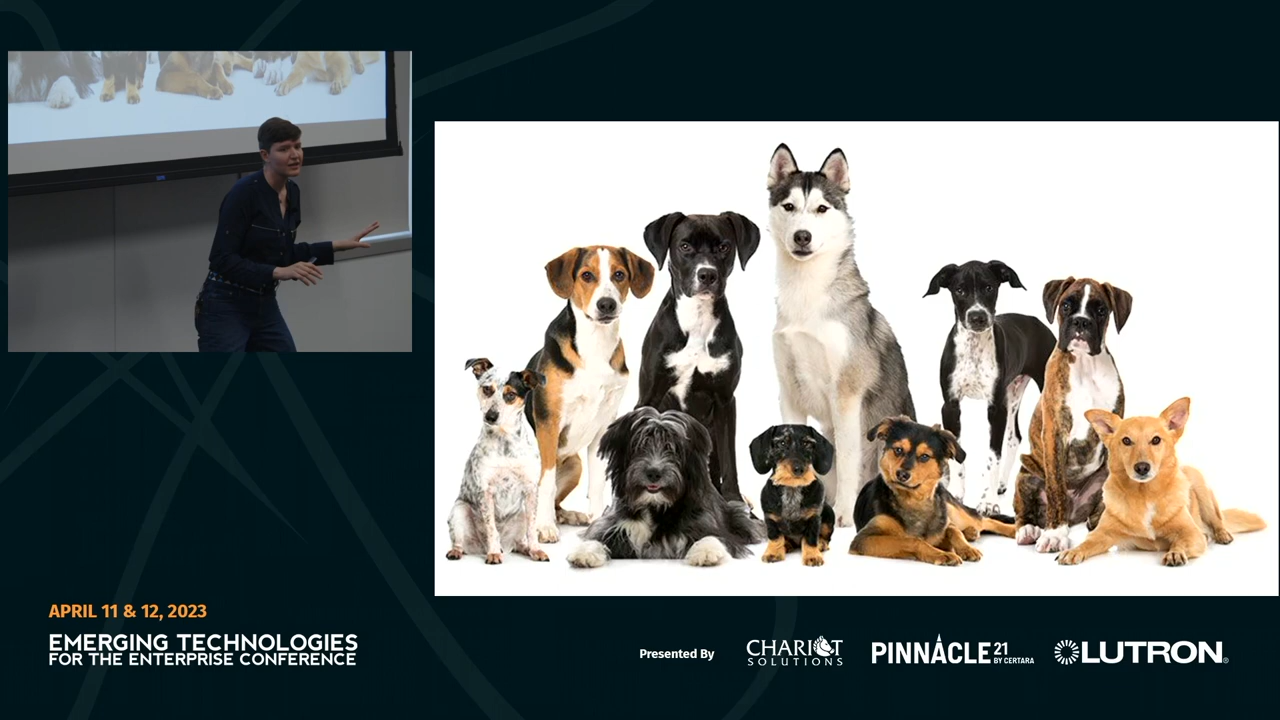 APRIL 11 & 12, 2023
EMERGING TECHNOLOGIES
FOR THE ENTERPRISE CONFERENCE
Presented By
CHARIOT
SOLUTIONS
PINNACLE 21
BY CERTARA
LUTRON®